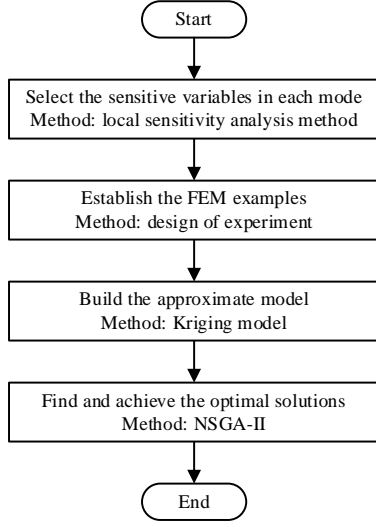 Start
Select the sensitive variables in each mode
Method: local sensitivity analysis method
Establish the FEM examples
Method: design of experiment
Build the approximate model
Method: Kriging model
Find and achieve the optimal solutions
Method: NSGA-II
End